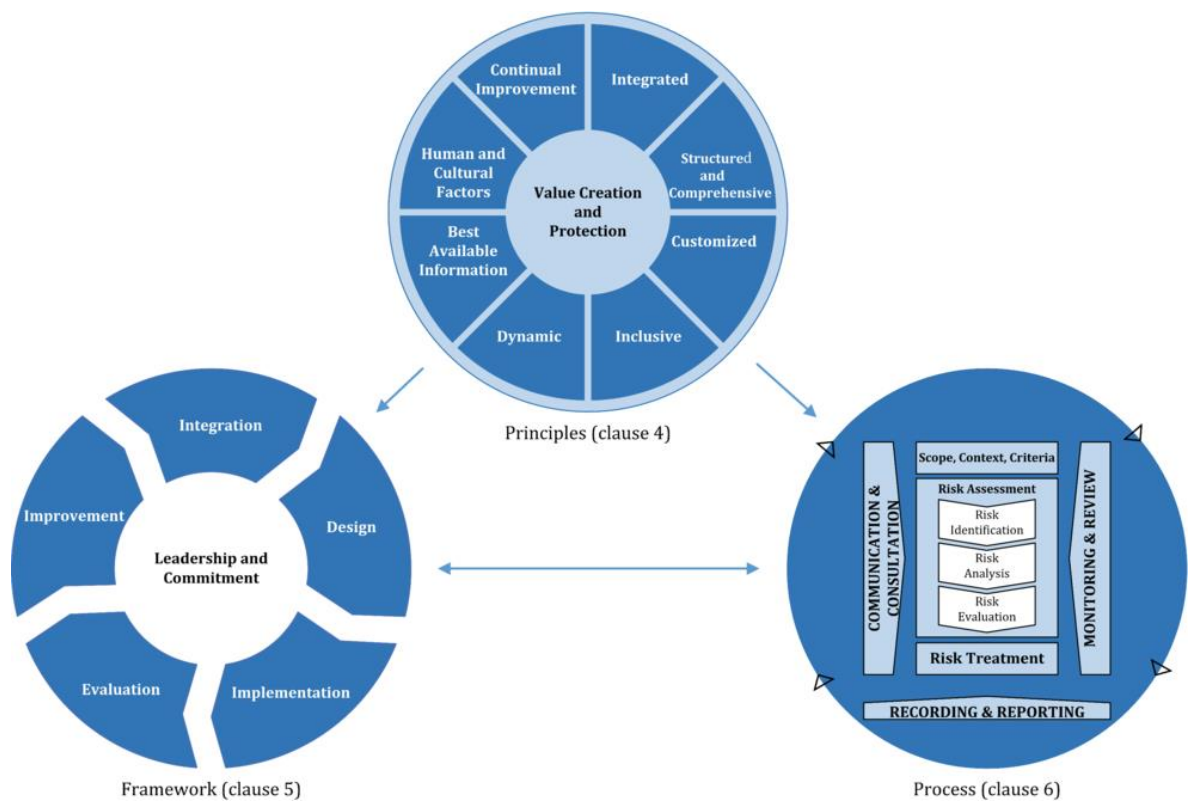 Continual
Improvement
Integrated
Human and
Cultural
Factors
Structured
and
Comprehensive
Value Creation
and
Protection
Best
Available
Information
Customized
Dynamic
Inclusive
Principles (clause 4)
Integration
Improvement
Design
Leadership and
Commitment
Evaluation
Implementation
Framework (clause 5)
Scope, Context, Criteria
Risk Assessment
Risk
Identification
Risk
Analysis
Risk
Evaluation
Risk Treatment
COMMUNICATION &
CONSULTATION
MONITORING & REVIEW
RECORDING & REPORTING
Process (clause 6)